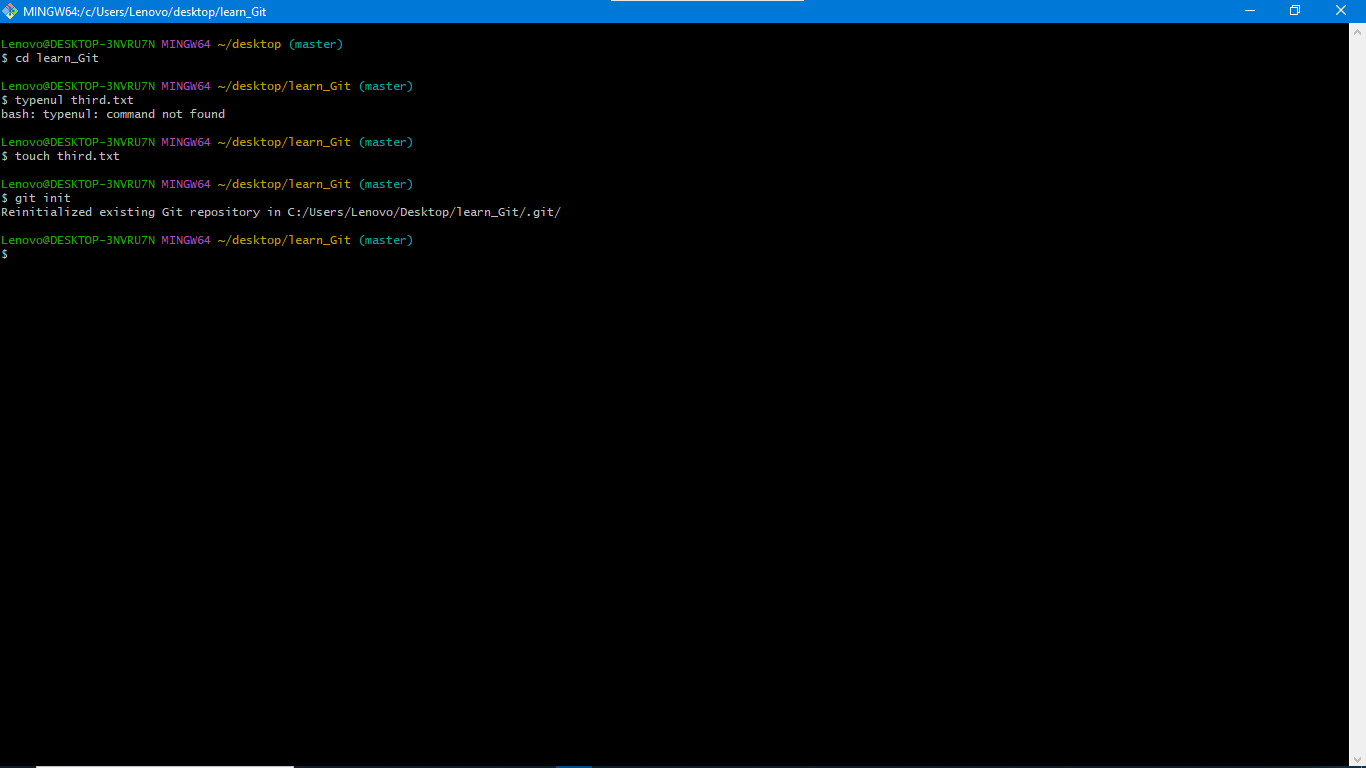 MINGW64:/c/Users/Lenovo/desktop/learn_Git
Lenovo@DESKTOP-3NVRU7N MINGW64 ~/desktop (master)
$ cd learn_Git
Lenovo@DESKTOP-3NVRU7N MINGW64 ~/desktop/learn_Git (master)
$ typenul third.txt
bash: typenul: command not found
Lenovo@DESKTOP-3NVRU7N MINGW64 ~/desktop/learn_Git (master)
$ touch third.txt
Lenovo@DESKTOP-3NVRU7N MINGW64 ~/desktop/learn_Git (master)
$ git init
Reinitialized existing Git repository in C:/Users/Lenovo/Desktop/learn_Git/.git/
Lenovo@DESKTOP-3NVRU7N MINGW64 ~/desktop/learn_Git (master)
$